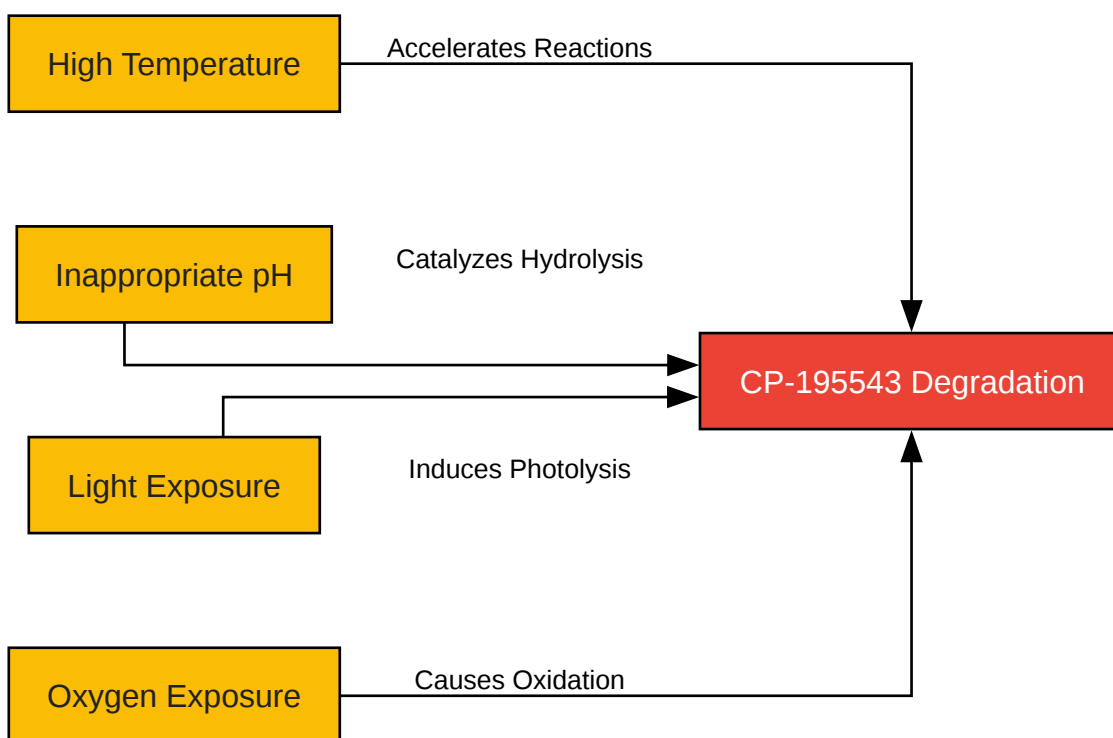 High Temperature
Accelerates Reactions
Inappropriate pH
Catalyzes Hydrolysis
CP-195543 Degradation
Light Exposure
Induces Photolysis
Oxygen Exposure
Causes Oxidation